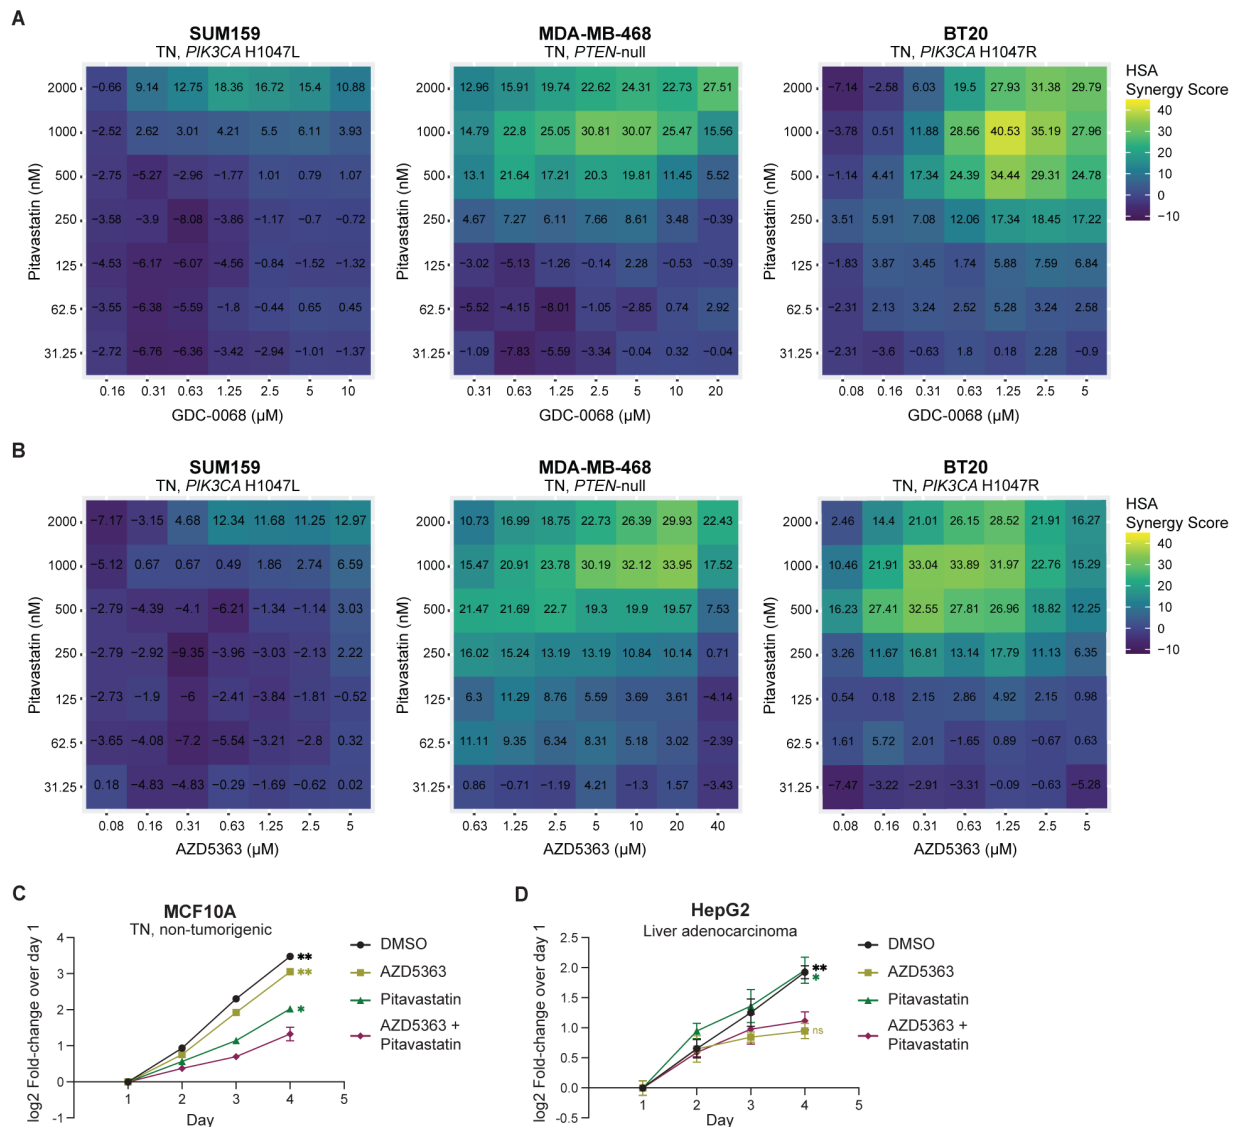 A
SUM159
TN, PIK3CA H1047L
MDA-MB-468
TN, PTEN-null
BT20
TN, PIK3CA H1047R
Pitavastatin (nM)
2000 −0.66 9.14 12.75 18.36 16.72 15.4 10.88
1000 −2.52 2.62 3.01 4.21 5.5 6.11 3.93
500 −2.75 −5.27 −2.96 −1.77 1.01 0.79 1.07
250 −3.58 −3.9 −8.08 −3.86 −1.17 −0.7 −0.72
125 −4.53 −6.17 −6.07 −4.56 −0.84 −1.52 −1.32
62.5 −3.55 −6.38 −5.59 −1.8 −0.44 0.65 0.45
31.25 −2.72 −6.76 −6.36 −3.42 −2.94 −1.01 −1.37
0.16 0.31 0.63 1.25 2.5 5 10
GDC-0068 (µM)
Pitavastatin (nM)
2000 12.96 15.91 19.74 22.62 24.31 22.73 27.51
1000 14.79 22.8 25.05 30.81 30.07 25.47 15.56
500 13.1 21.64 17.21 20.3 19.81 11.45 5.52
250 4.67 7.27 6.11 7.66 8.61 3.48 −0.39
125 −3.02 −5.13 −1.26 −0.14 2.28 −0.53 −0.39
62.5 −5.52 −4.15 −8.01 −1.05 −2.85 0.74 2.92
31.25 −1.09 −7.83 −5.59 −3.34 −0.04 0.32 −0.04
0.31 0.63 1.25 2.5 5 10 20
GDC-0068 (µM)
Pitavastatin (nM)
2000 −7.14 −2.58 6.03 19.5 27.93 31.38 29.79
1000 −3.78 0.51 11.88 28.56 40.53 35.19 27.96
500 −1.14 4.41 17.34 24.39 34.44 29.31 24.78
250 3.51 5.91 7.08 12.06 17.34 18.45 17.22
125 −1.83 3.87 3.45 1.74 5.88 7.59 6.84
62.5 −2.31 2.13 3.24 2.52 5.28 3.24 2.58
31.25 −2.31 −3.6 −0.63 1.8 0.18 2.28 −0.9
0.08 0.16 0.31 0.63 1.25 2.5 5
GDC-0068 (µM)
HSA
Synergy Score
40
30
20
10
0
−10
B
SUM159
TN, PIK3CA H1047L
MDA-MB-468
TN, PTEN-null
BT20
TN, PIK3CA H1047R
Pitavastatin (nM)
2000 −7.17 −3.15 4.68 12.34 11.68 11.25 12.97
1000 −5.12 0.67 0.67 0.49 1.86 2.74 6.59
500 −2.79 −4.39 −4.1 −6.21 −1.34 −1.14 3.03
250 −2.79 −2.92 −9.35 −3.96 −3.03 −2.13 2.22
125 −2.73 −1.9 −6 −2.41 −3.84 −1.81 −0.52
62.5 −3.65 −4.08 −7.2 −5.54 −3.21 −2.8 0.32
31.25 0.18 −4.83 −4.83 −0.29 −1.69 −0.62 0.02
0.08 0.16 0.31 0.63 1.25 2.5 5
AZD5363 (µM)
Pitavastatin (nM)
2000 10.73 16.99 18.75 22.73 26.39 29.93 22.43
1000 15.47 20.91 23.78 30.19 32.12 33.95 17.52
500 21.47 21.69 22.7 19.3 19.9 19.57 7.53
250 16.02 15.24 13.19 13.19 10.84 10.14 0.71
125 6.3 11.29 8.76 5.59 3.69 3.61 −4.14
62.5 11.11 9.35 6.34 8.31 5.18 3.02 −2.39
31.25 0.86 −0.71 −1.19 4.21 −1.3 1.57 −3.43
0.63 1.25 2.5 5 10 20 40
AZD5363 (µM)
Pitavastatin (nM)
2000 2.46 14.4 21.01 26.15 28.52 21.91 16.27
1000 10.46 21.91 33.04 33.89 31.97 22.76 15.29
500 16.23 27.41 32.55 27.81 26.96 18.82 12.25
250 3.26 11.67 16.81 13.14 17.79 11.13 6.35
125 0.54 0.18 2.15 2.86 4.92 2.15 0.98
62.5 1.61 5.72 2.01 −1.65 0.89 −0.67 0.63
31.25 −7.47 −3.22 −2.91 −3.31 −0.09 −0.63 −5.28
0.08 0.16 0.31 0.63 1.25 2.5 5
AZD5363 (µM)
HSA
Synergy Score
40
30
20
10
0
−10
C
MCF10A
TN, non-tumorigenic
log2 Fold-change over day 1
4
3
2
1
0
-1
1 2 3 4 5
Day
**
**
*
DMSO
AZD5363
Pitavastatin
AZD5363 +
Pitavastatin
D
HepG2
Liver adenocarcinoma
log2 Fold-change over day 1
2.5
2.0
1.5
1.0
0.5
0.0
-0.5
1 2 3 4 5
Day
**
*
ns
DMSO
AZD5363
Pitavastatin
AZD5363 +
Pitavastatin